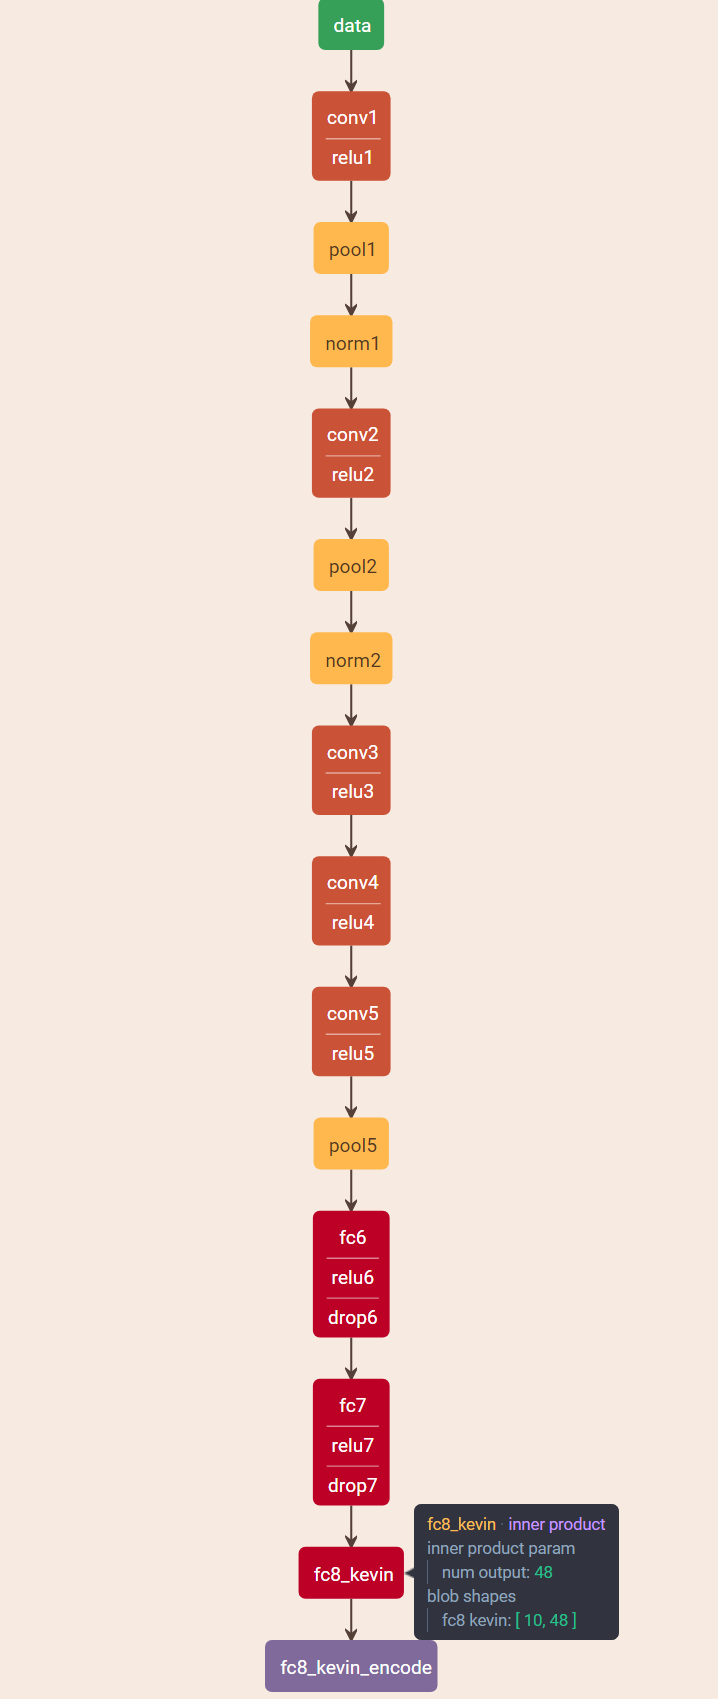 data
conv1
relu1
pool1
norm1
conv2
relu2
pool2
norm2
conv3
relu3
conv4
relu4
conv5
relu5
pool5
fc6
relu6
drop6
fc7
relu7
drop7
fc8_kevin
fc8_kevin · inner product
inner product param
num output: 48
blob shapes
fc8 kevin: [ 10, 48 ]
fc8_kevin_encode